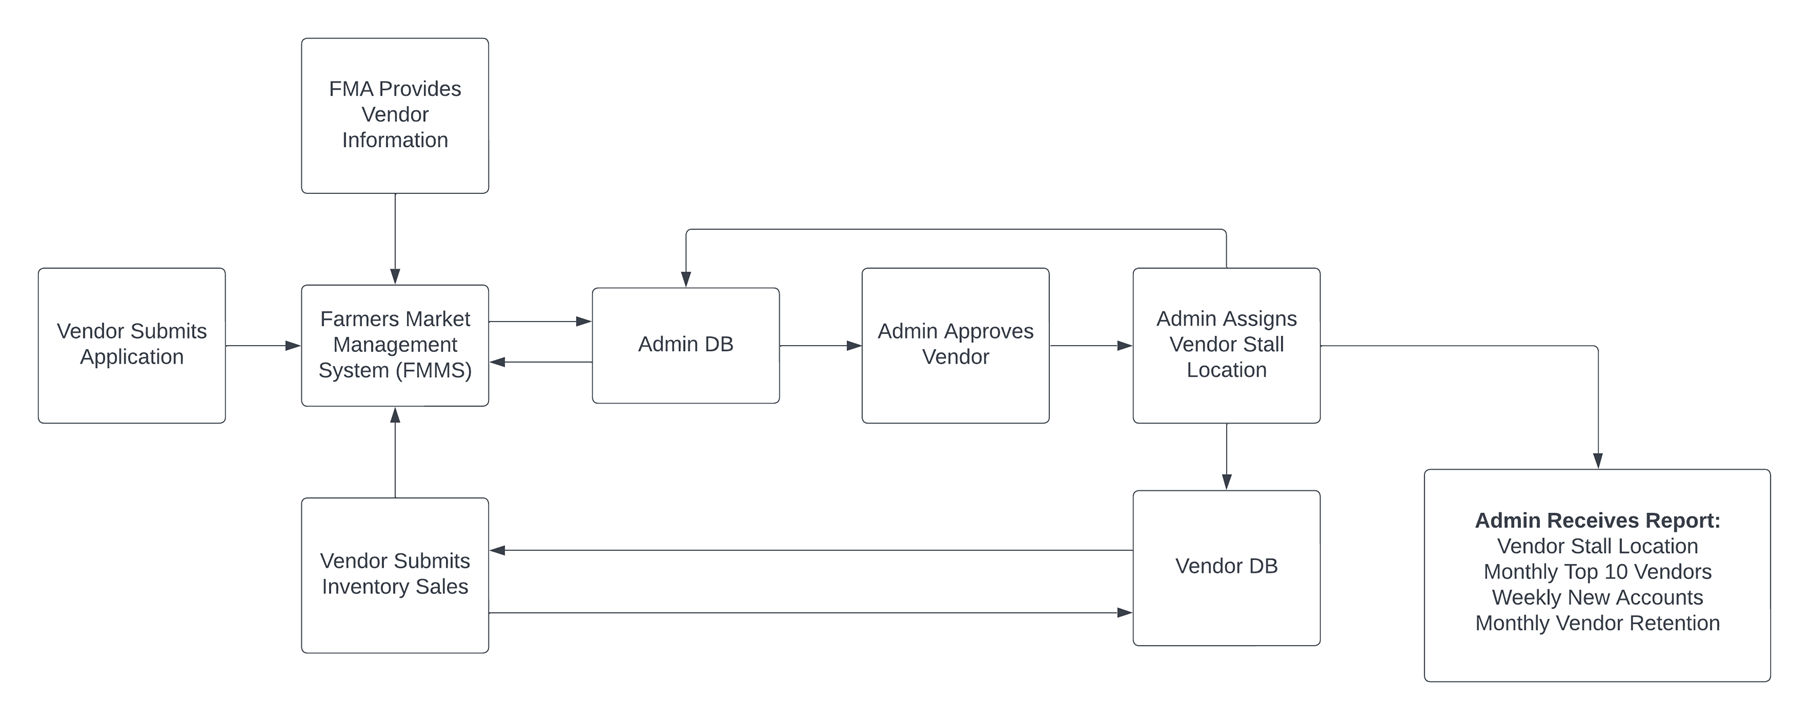 FMA Provides
Vendor
Information
Vendor Submits
Application
Farmers Market
Management
System (FMMS)
Admin DB
Admin Approves
Vendor
Admin Assigns
Vendor Stall
Location
Vendor Submits
Inventory Sales
Vendor DB
Admin Receives Report:
Vendor Stall Location
Monthly Top 10 Vendors
Weekly New Accounts
Monthly Vendor Retention